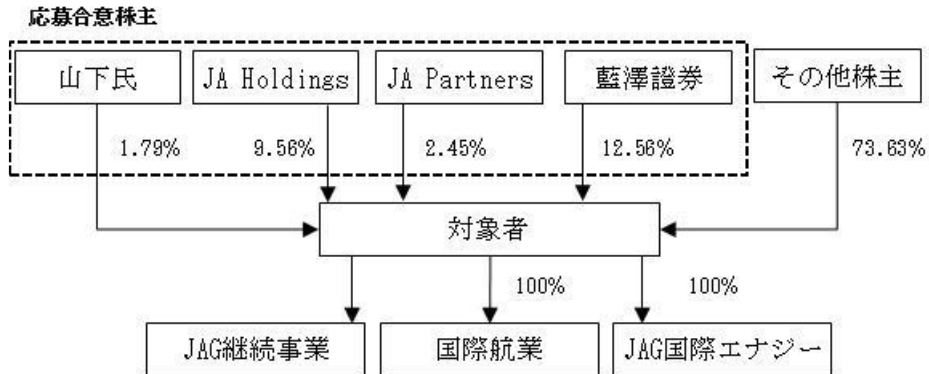 応募合意株主
山下氏 JA Holdings JA Partners 藍澤證券 その他株主
1.79% 9.56% 2.45% 12.56% 73.63%
対象者
100% 100%
JAG継続事業 国際航業 JAG国際エナジー